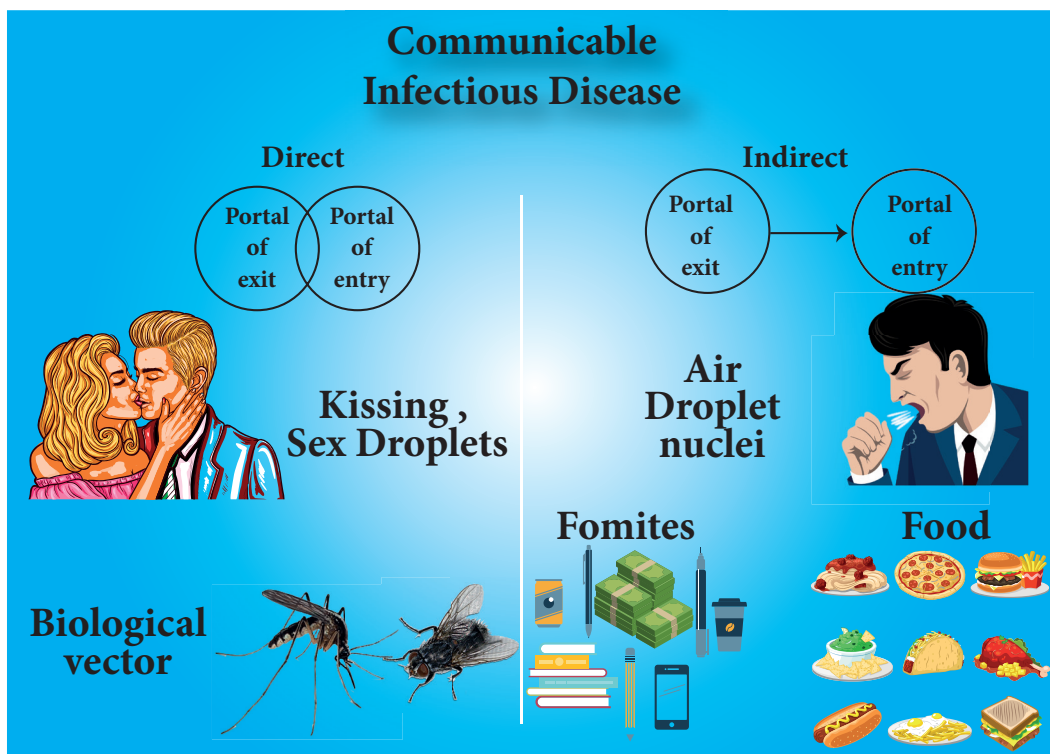 Communicable
Infectious Disease
Direct
Portal
of
exit
Portal
of
entry
Kissing ,
Sex Droplets
Biological
vector
Indirect
Portal
of
exit
Portal
of
entry
Air
Droplet
nuclei
Fomites
Food